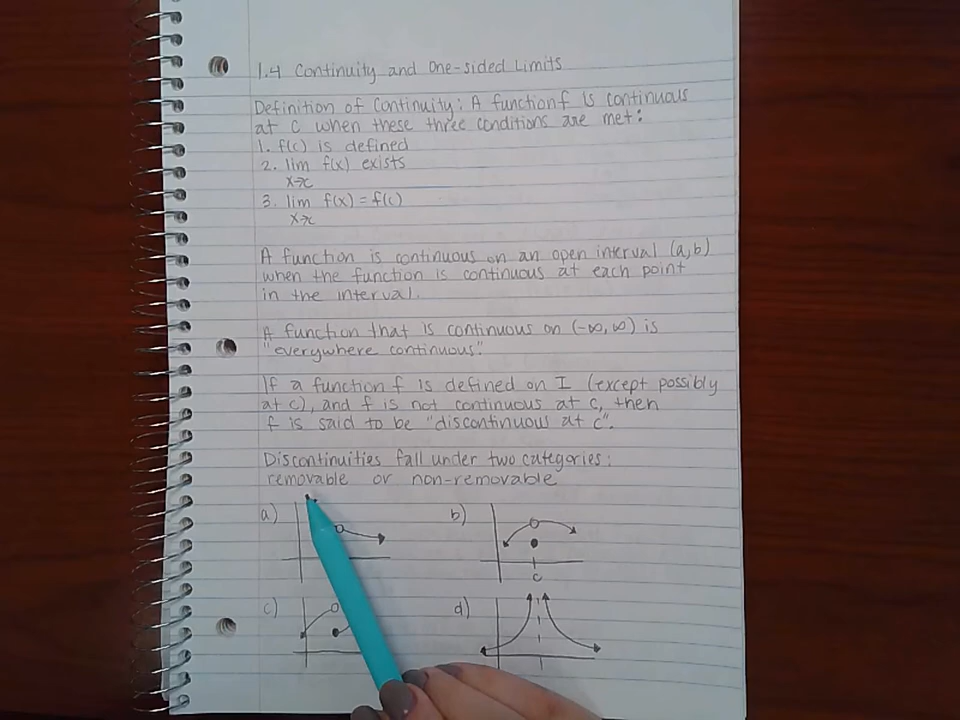 1.4 Continuity and One-sided Limits
Definition of Continuity: A function f is continuous
at c when these three conditions are met:
1. f(c) is defined
2. lim f(x) exists
x→c
3. lim f(x) = f(c)
x→c
A function is continuous on an open interval (a,b)
when the function is continuous at each point
in the interval.
A function that is continuous on (-∞,∞) is
"everywhere continuous".
If a function f is defined on I (except possibly
at c), and f is not continuous at c, then
f is said to be "discontinuous at c".
Discontinuities fall under two categories:
removable or non-removable
a) b)
c
c) d)